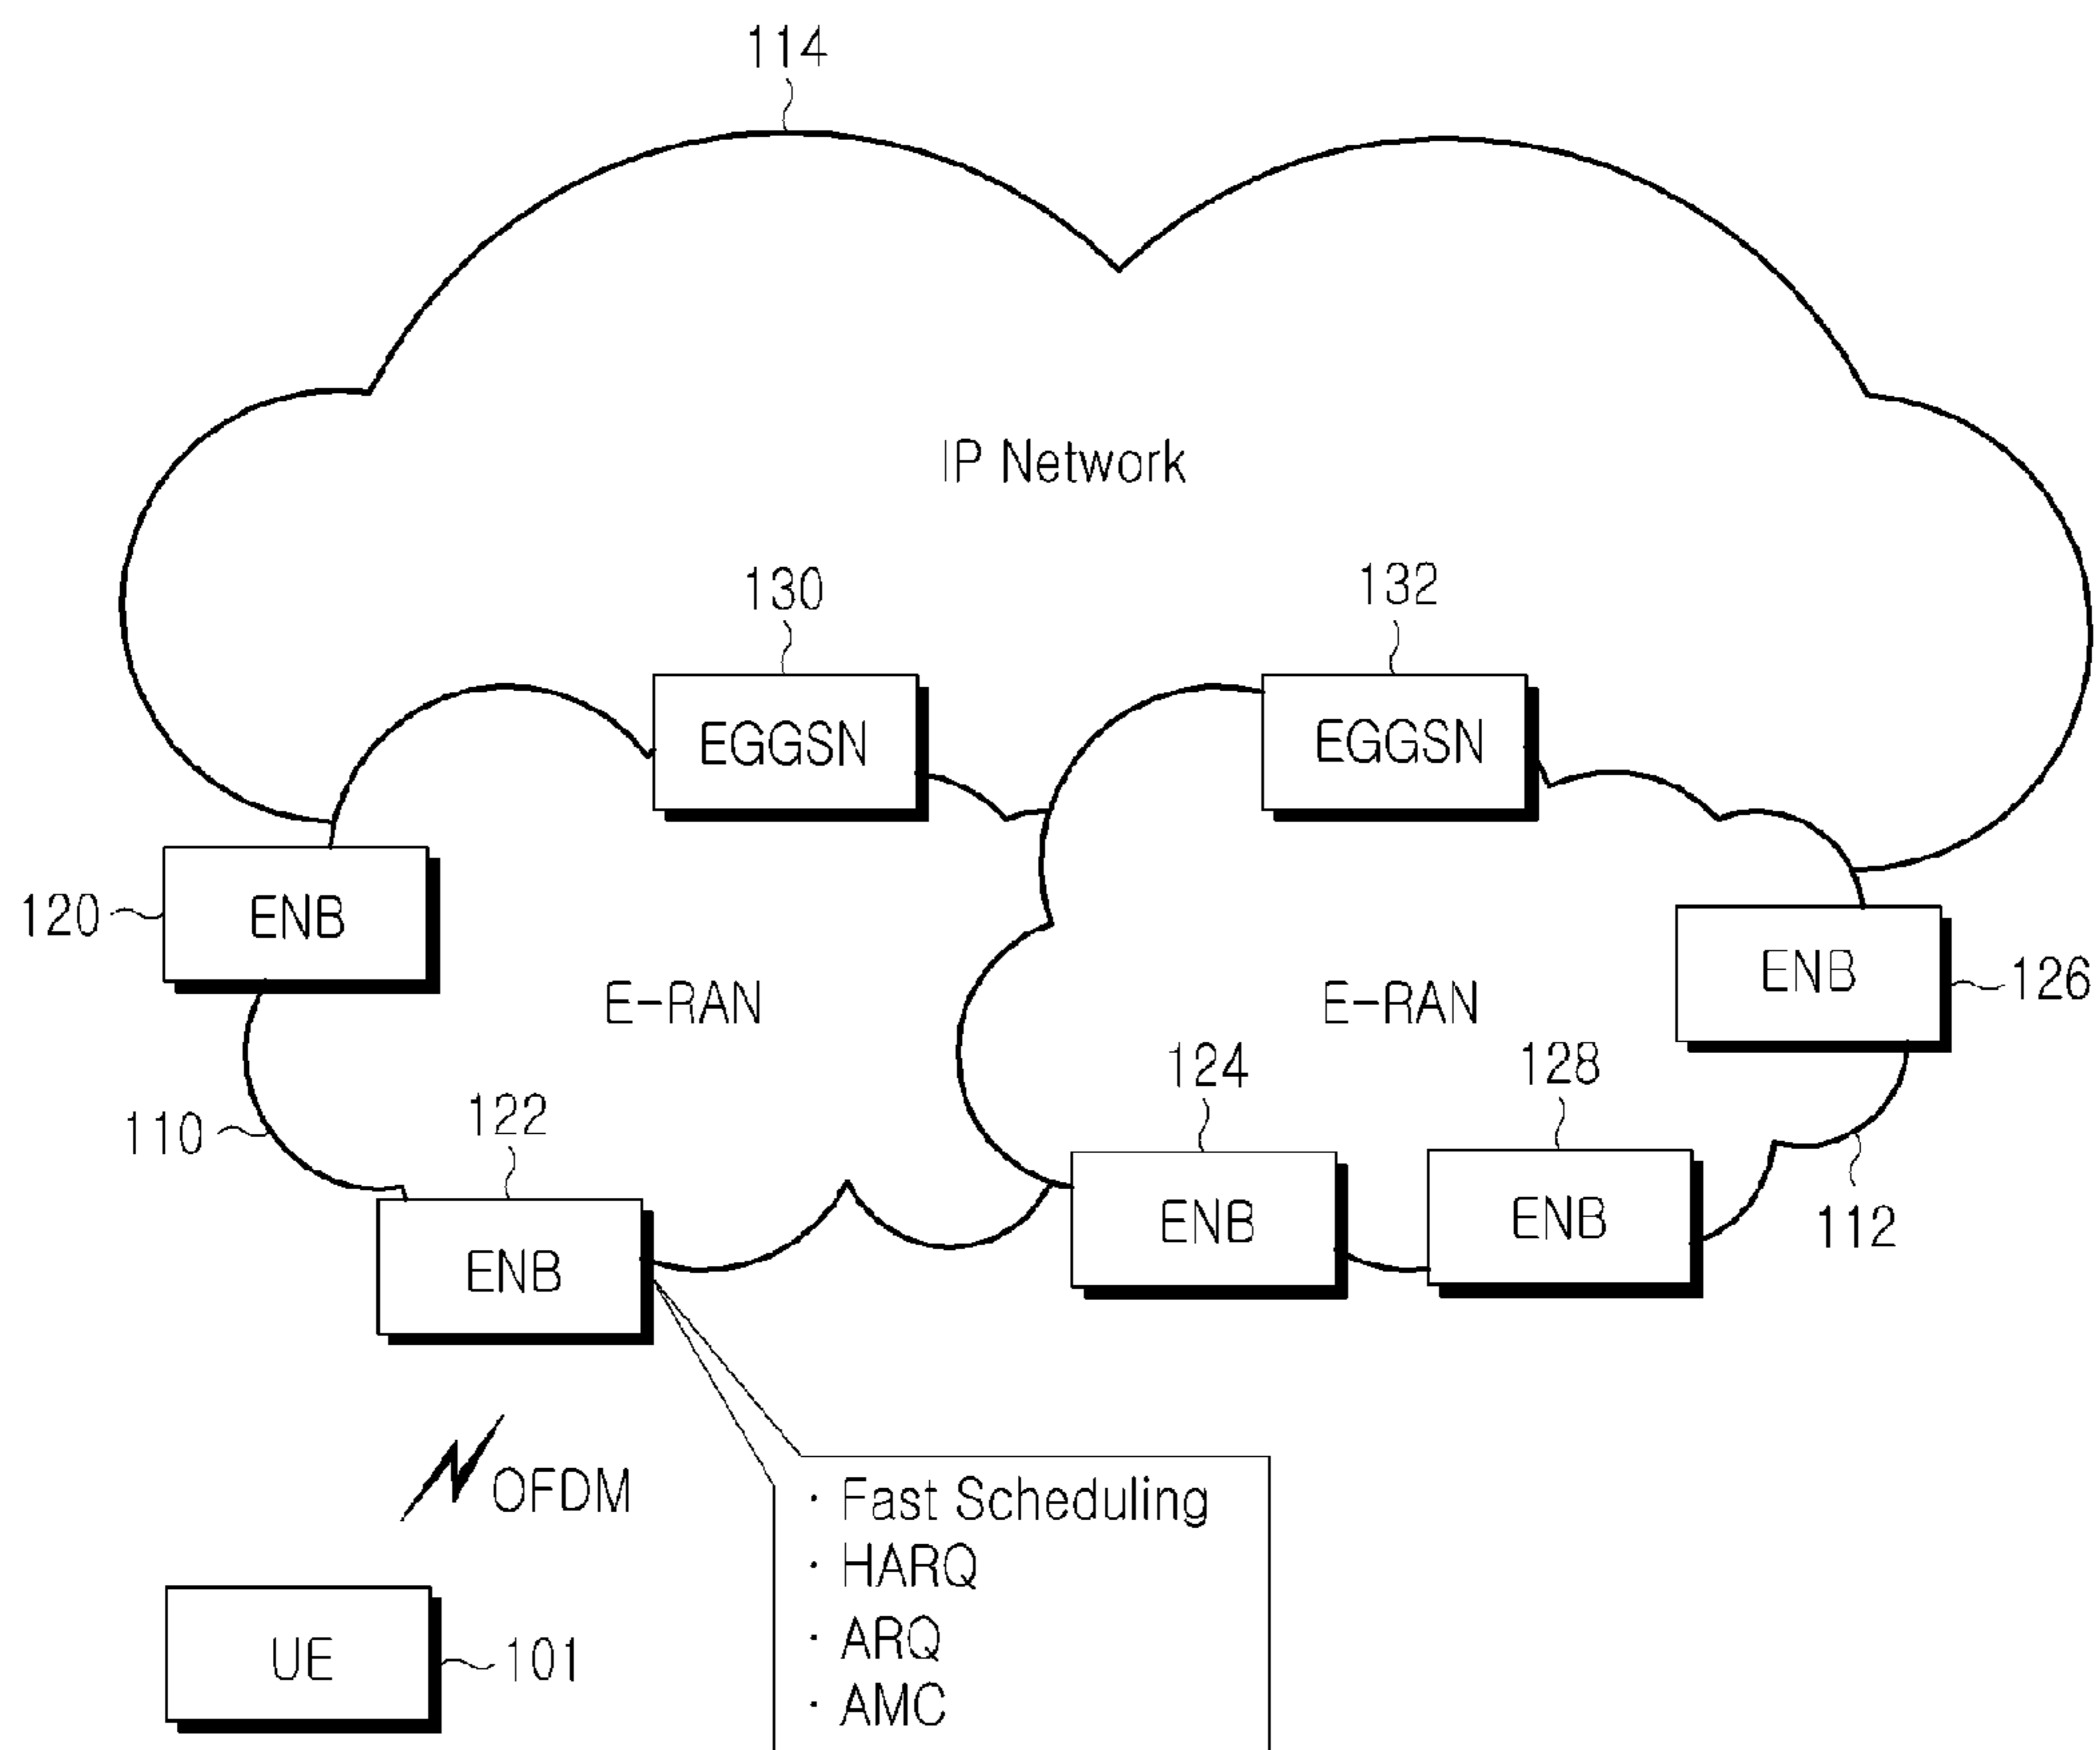 114
IP Network
130
132
EGGSN
EGGSN
120
ENB
E-RAN
E-RAN
ENB
126
124
128
110
122
ENB
ENB
112
ENB
OFDM
· Fast Scheduling
· HARQ
· ARQ
· AMC
UE
101